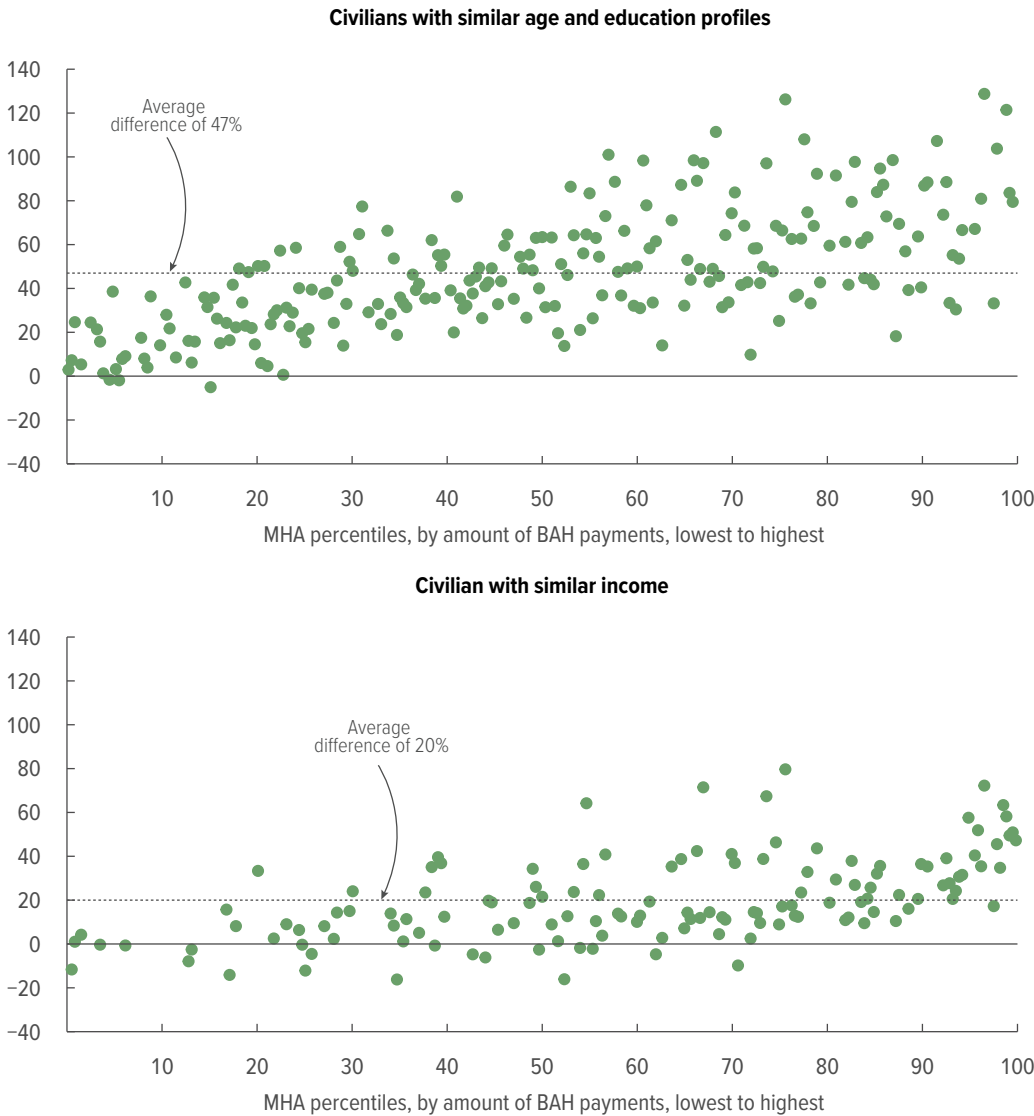 Civilians with similar age and education profiles
140
120
100
80
60
40
20
0
−20
−40
Average
difference of 47%
10 20 30 40 50 60 70 80 90 100
MHA percentiles, by amount of BAH payments, lowest to highest
Civilian with similar income
140
120
100
80
60
40
20
0
−20
−40
Average
difference of 20%
10 20 30 40 50 60 70 80 90 100
MHA percentiles, by amount of BAH payments, lowest to highest